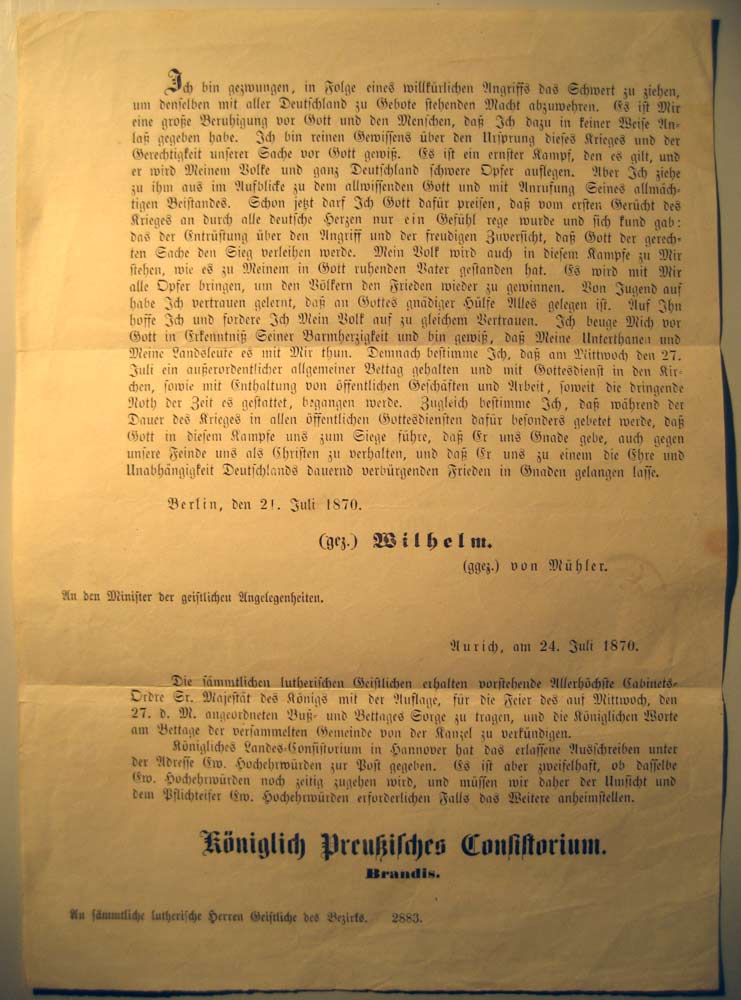 Ich bin gezwungen, in Folge eines willkürlichen Angriffs das Schwert zu ziehen,
um denselben mit aller Deutschland zu Gebote stehenden Macht abzuwehren. Es ist Mir
eine große Beruhigung vor Gott und den Menschen, daß Ich dazu in keiner Weise An-
laß gegeben habe. Ich bin reinen Gewissens über den Ursprung dieses Krieges und der
Gerechtigkeit unserer Sache vor Gott gewiß. Es ist ein ernster Kampf, den es gilt, und
er wird Meinem Volke und ganz Deutschland schwere Opfer auflegen. Aber Ich ziehe
zu ihm aus im Aufblicke zu dem allwissenden Gott und mit Anrufung Seines allmäch-
tigen Beistandes. Schon jetzt darf Ich Gott dafür preisen, daß vom ersten Gerücht des
Krieges an durch alle deutsche Herzen nur ein Gefühl rege wurde und sich kund gab:
das der Entrüstung über den Angriff und der freudigen Zuversicht, daß Gott der gerech-
ten Sache den Sieg verleihen werde. Mein Volk wird auch in diesem Kampfe zu Mir
stehen, wie es zu Meinem in Gott ruhenden Vater gestanden hat. Es wird mit Mir
alle Opfer bringen, um den Völkern den Frieden wieder zu gewinnen. Von Jugend auf
habe Ich vertrauen gelernt, daß an Gottes gnädiger Hülfe Alles gelegen ist. Auf Ihn
hoffe Ich und fordere Ich Mein Volk auf zu gleichem Vertrauen. Ich beuge Mich vor
Gott in Erkenntniß Seiner Barmherzigkeit und bin gewiß, daß Meine Unterthanen und
Meine Landsleute es mit Mir thun. Demnach bestimme Ich, daß am Mittwoch den 27.
Juli ein außerordentlicher allgemeiner Bettag gehalten und mit Gottesdienst in den Kir-
chen, sowie mit Enthaltung von öffentlichen Geschäften und Arbeit, soweit die dringende
Noth der Zeit es gestattet, begangen werde. Zugleich bestimme Ich, daß während der
Dauer des Krieges in allen öffentlichen Gottesdiensten dafür besonders gebetet werde, daß
Gott in diesem Kampfe uns zum Siege führe, daß Er uns Gnade gebe, auch gegen
unsere Feinde uns als Christen zu verhalten, und daß Er uns zu einem die Ehre und
Unabhängigkeit Deutschlands dauernd verbürgenden Frieden in Gnaden gelangen lasse.
Berlin, den 21. Juli 1870.
(gez.) Wilhelm.
(ggez.) von Mühler.
An den Minister der geistlichen Angelegenheiten.
Aurich, am 24. Juli 1870.
Die sämmtlichen lutherischen Geistlichen erhalten vorstehende Allerhöchste Cabinets-
Ordre Sr. Majestät des Königs mit der Auflage, für die Feier des auf Mittwoch, den
27. d. M. angeordneten Buß- und Bettages Sorge zu tragen, und die Königlichen Worte
am Bettage der versammelten Gemeinde von der Kanzel zu verkündigen.
Königliches Landes-Consistorium in Hannover hat das erlassene Ausschreiben unter
der Adresse Ew. Hochehrwürden zur Post gegeben. Es ist aber zweifelhaft, ob dasselbe
Ew. Hochehrwürden noch zeitig zugehen wird, und müssen wir daher der Umsicht und
dem Pflichteifer Ew. Hochehrwürden erforderlichen Falls das Weitere anheimstellen.
Königlich Preußisches Consistorium.
Brandis.
An sämmtliche lutherische Herren Geistliche des Bezirks. 2883.